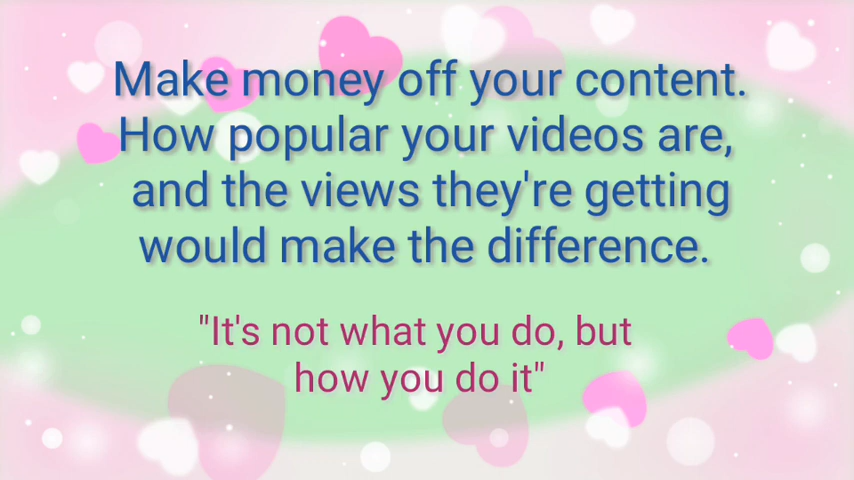 Make money off your content.
How popular your videos are,
and the views they're getting
would make the difference.
"It's not what you do, but
how you do it"